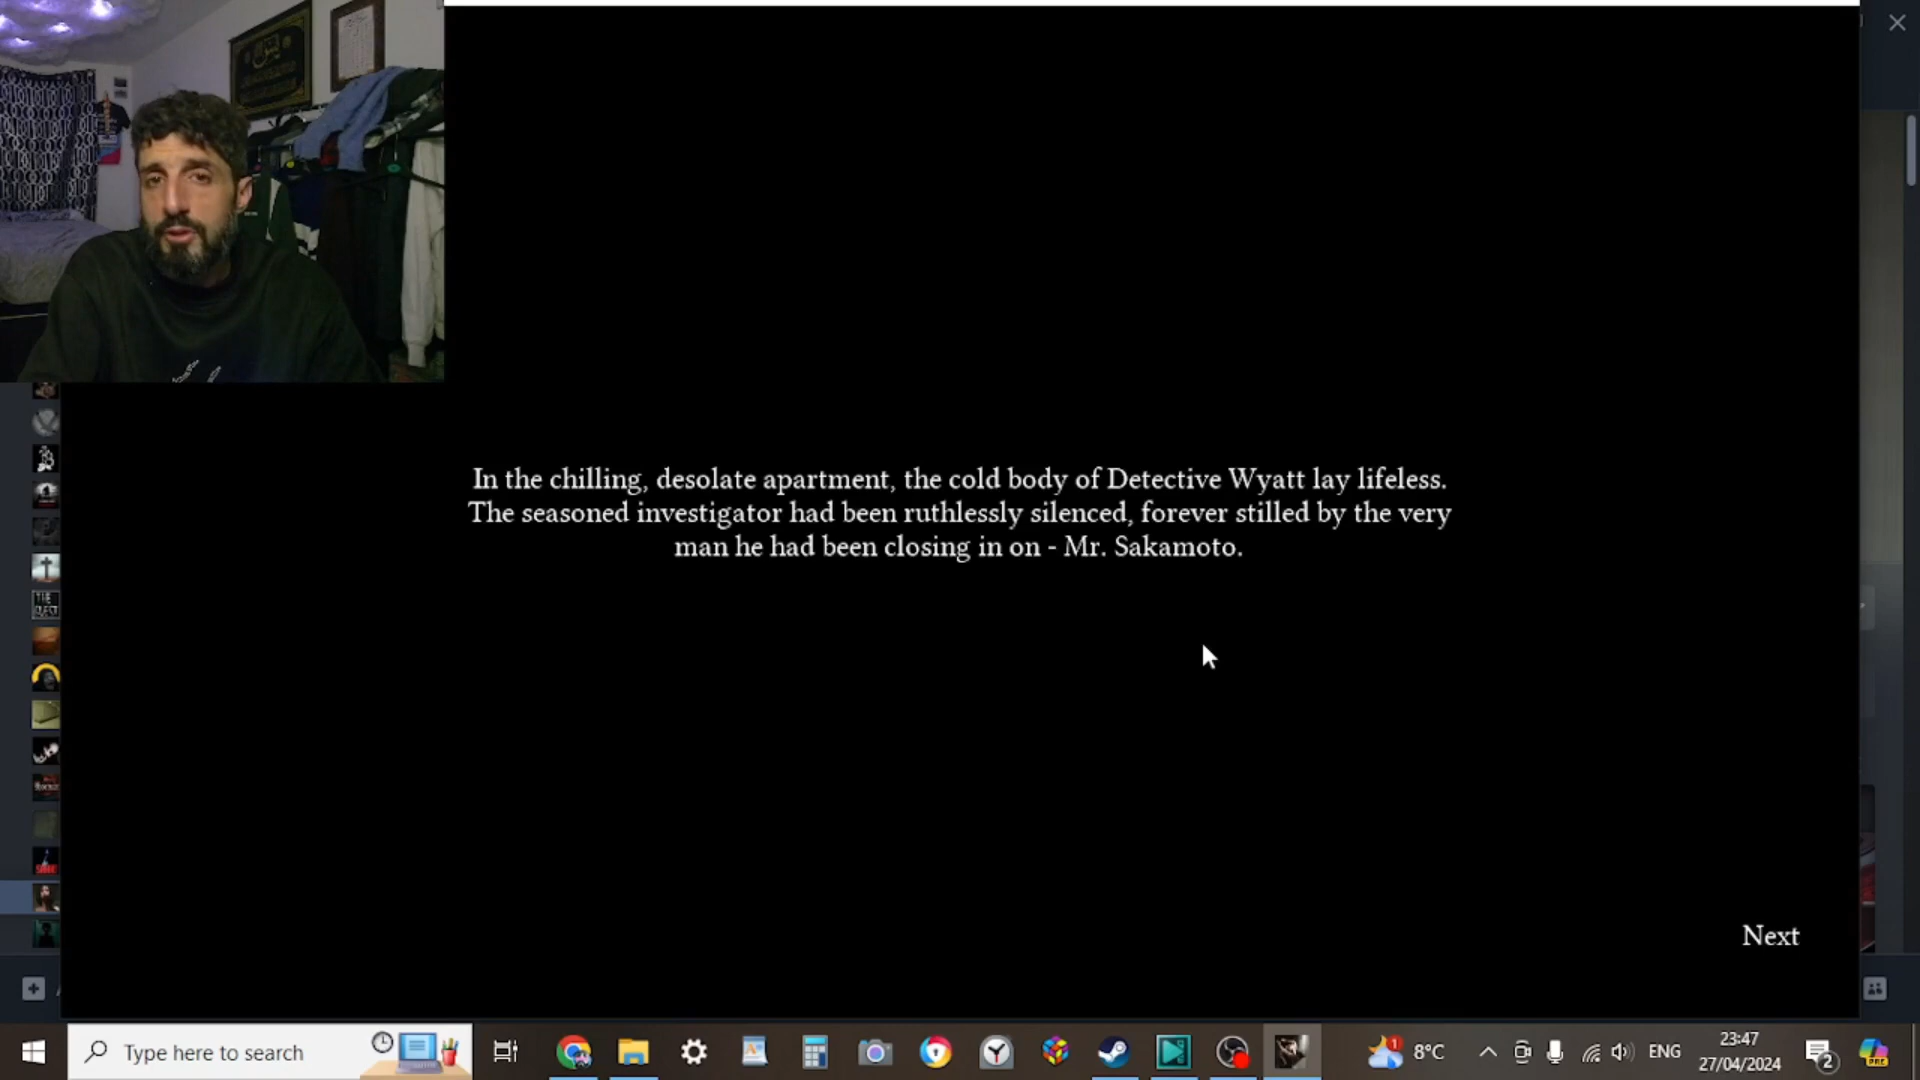 In the chilling, desolate apartment, the cold body of Detective Wyatt lay lifeless.
The seasoned investigator had been ruthlessly silenced, forever stilled by the very
man he had been closing in on - Mr. Sakamoto.
Next
Type here to search
8°C
ENG
23:47
27/04/2024
2